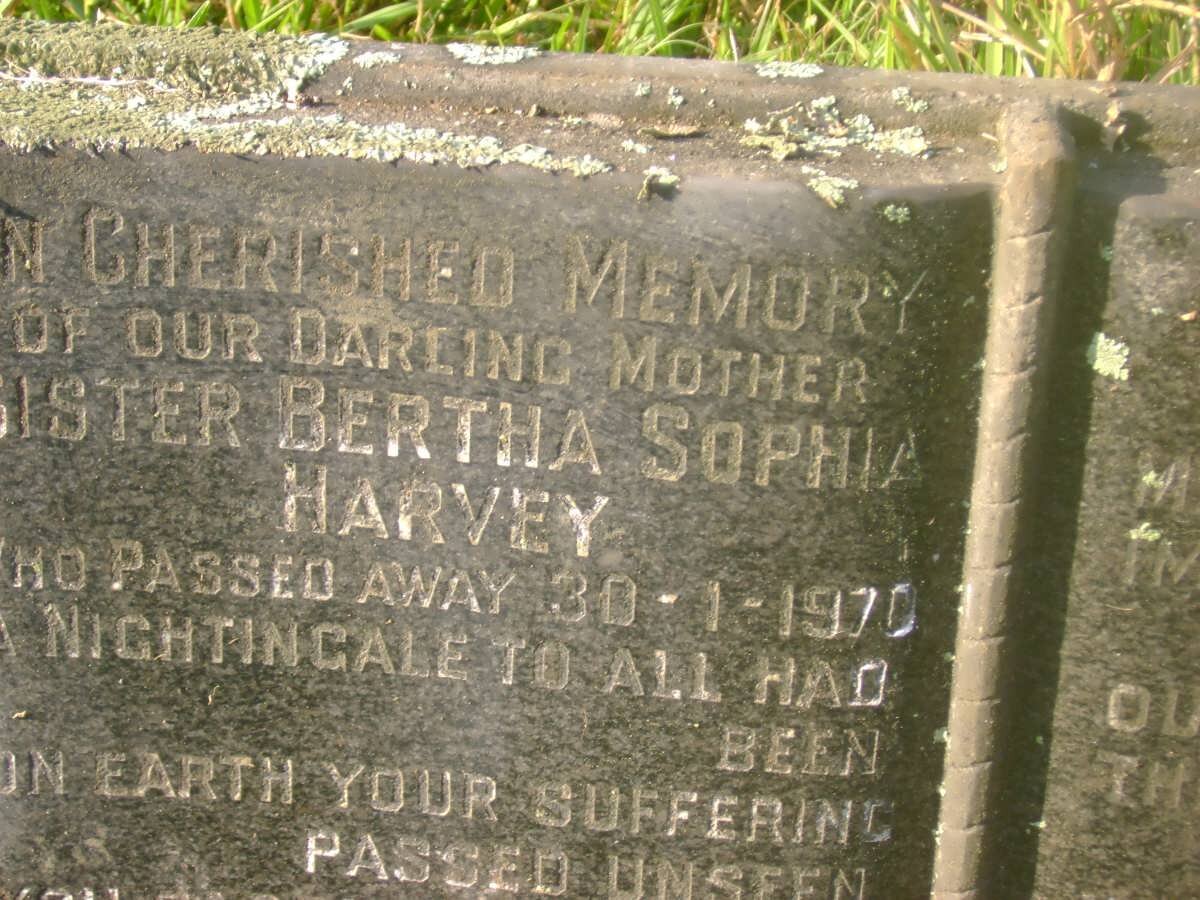 IN CHERISHED MEMORY
OF OUR DARLING MOTHER
SISTER BERTHA SOPHIA
HARVEY
WHO PASSED AWAY 30-1-1970
A NIGHTINGALE TO ALL HAD
BEEN
ON EARTH YOUR SUFFERING
PASSED UNSEEN